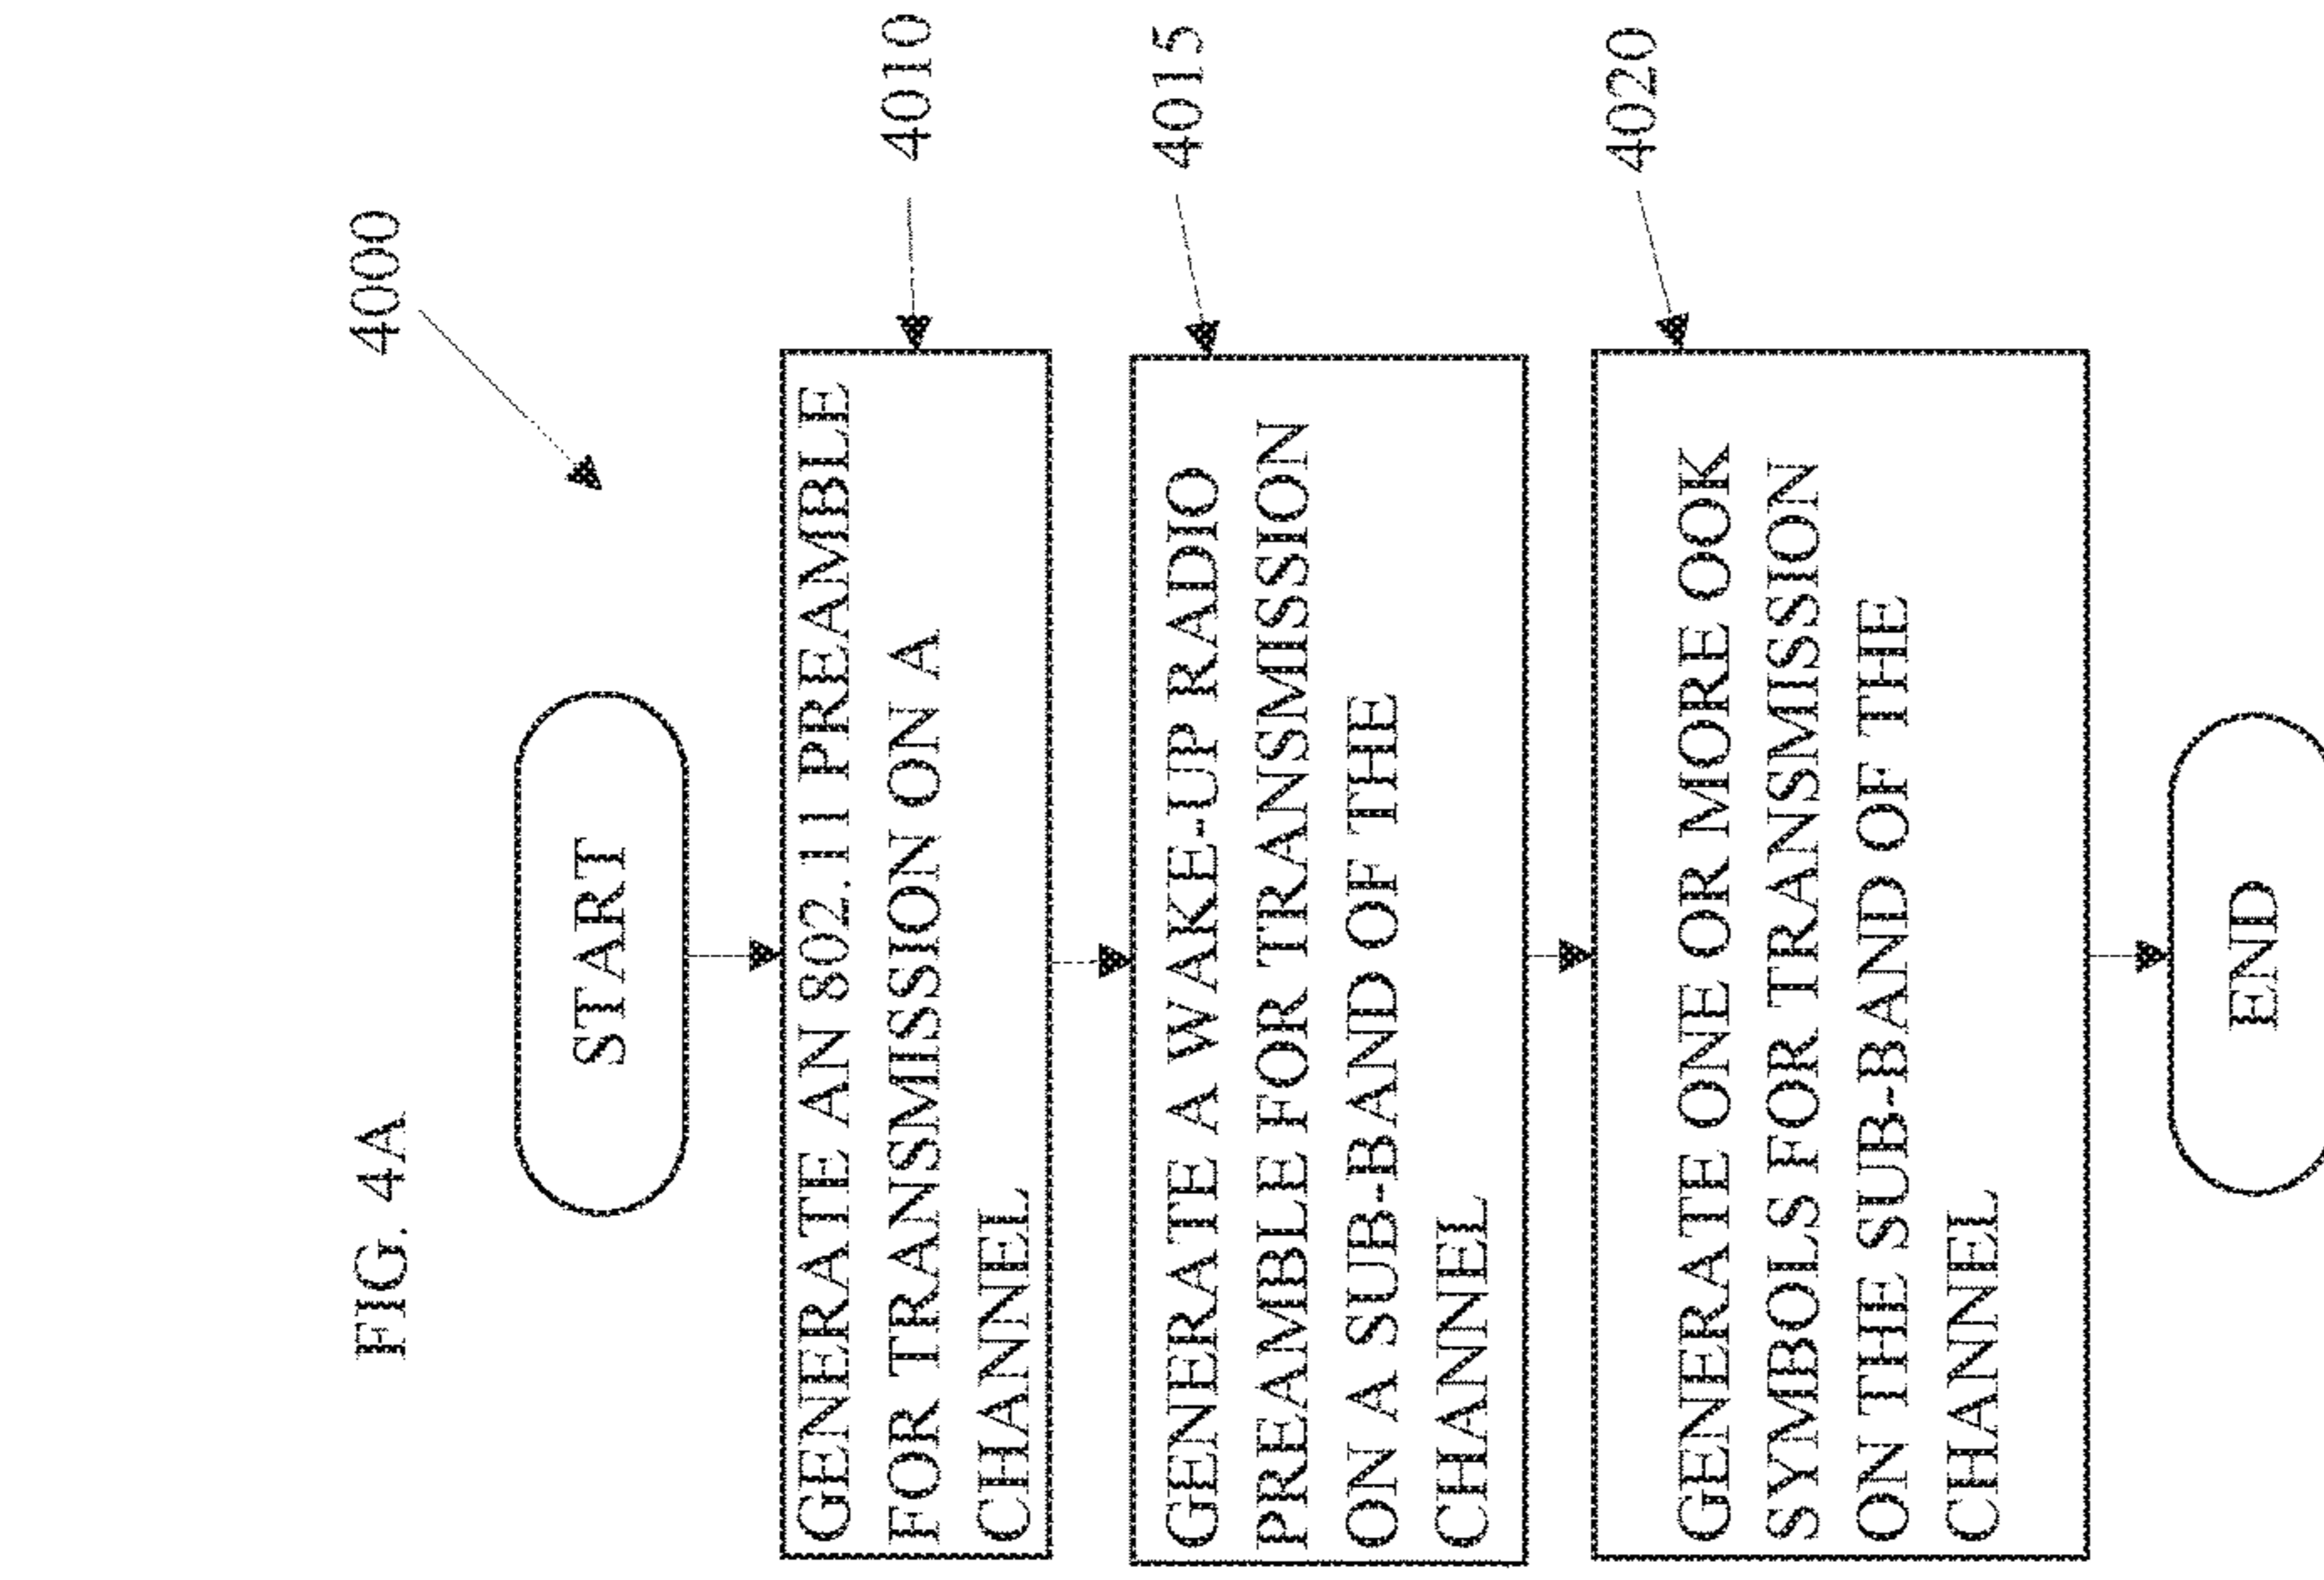 FIG. 4A
4000
START
GENERATE AN 802.11 PREAMBLE
FOR TRANSMISSION ON A
CHANNEL
4010
GENERATE A WAKE-UP RADIO
PREAMBLE FOR TRANSMISSION
ON A SUB-BAND OF THE
CHANNEL
4015
GENERATE ONE OR MORE OOK
SYMBOLS FOR TRANSMISSION
ON THE SUB-BAND OF THE
CHANNEL
4020
END